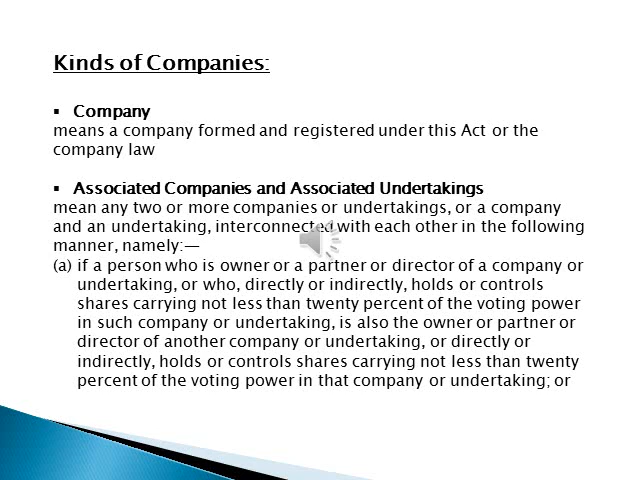 Kinds of Companies:
▪ Company
means a company formed and registered under this Act or the
company law
▪ Associated Companies and Associated Undertakings
mean any two or more companies or undertakings, or a company
and an undertaking, interconnected with each other in the following
manner, namely:—
(a) if a person who is owner or a partner or director of a company or
undertaking, or who, directly or indirectly, holds or controls
shares carrying not less than twenty percent of the voting power
in such company or undertaking, is also the owner or partner or
director of another company or undertaking, or directly or
indirectly, holds or controls shares carrying not less than twenty
percent of the voting power in that company or undertaking; or